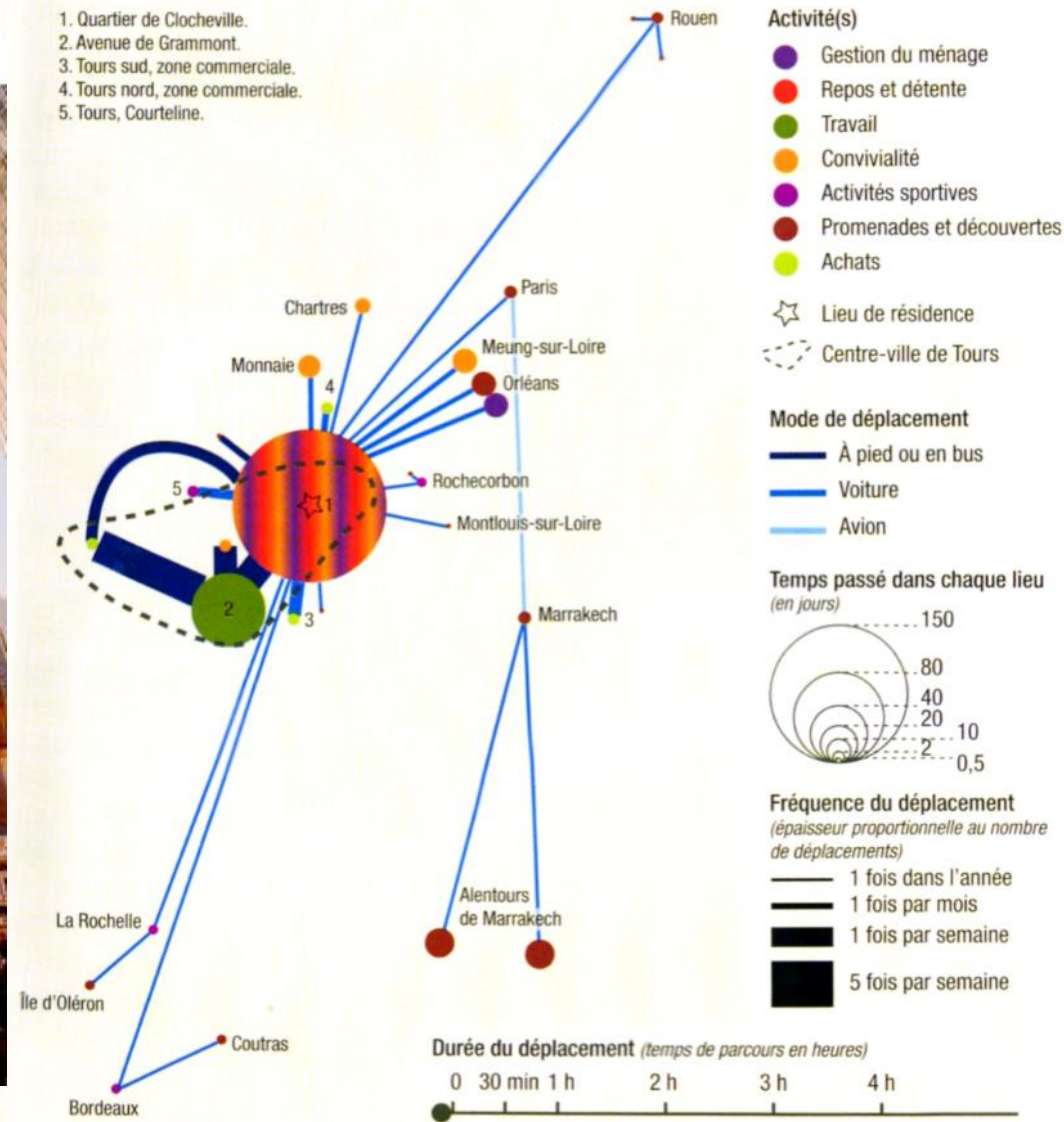 1. Quartier de Clocheville.
2. Avenue de Grammont.
3. Tours sud, zone commerciale.
4. Tours nord, zone commerciale.
5. Tours, Courteline.
Rouen
Paris
Chartres
Meung-sur-Loire
Monnaie
Orléans
4
Rochecorbon
5
1
Montlouis-sur-Loire
2
3
Marrakech
Alentours
de Marrakech
La Rochelle
Île d'Oléron
Coutras
Bordeaux
Activité(s)
Gestion du ménage
Repos et détente
Travail
Convivialité
Activités sportives
Promenades et découvertes
Achats
Lieu de résidence
Centre-ville de Tours
Mode de déplacement
À pied ou en bus
Voiture
Avion
Temps passé dans chaque lieu
(en jours)
150
80
40
20
10
2
0,5
Fréquence du déplacement
(épaisseur proportionnelle au nombre
de déplacements)
1 fois dans l'année
1 fois par mois
1 fois par semaine
5 fois par semaine
Durée du déplacement (temps de parcours en heures)
0 30 min 1 h 2 h 3 h 4 h